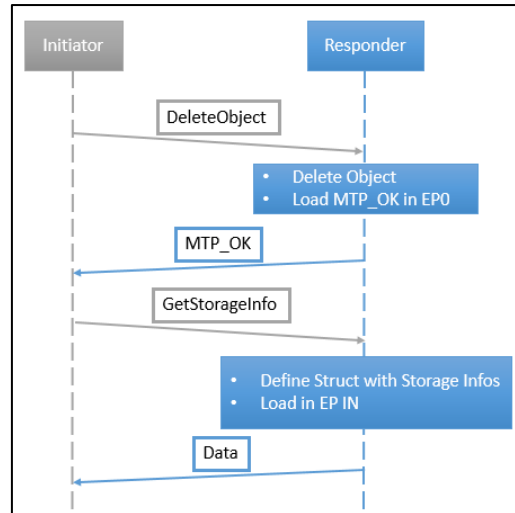 Initiator
Responder
DeleteObject
• Delete Object
• Load MTP_OK in EP0
MTP_OK
GetStorageInfo
• Define Struct with Storage Infos
• Load in EP IN
Data